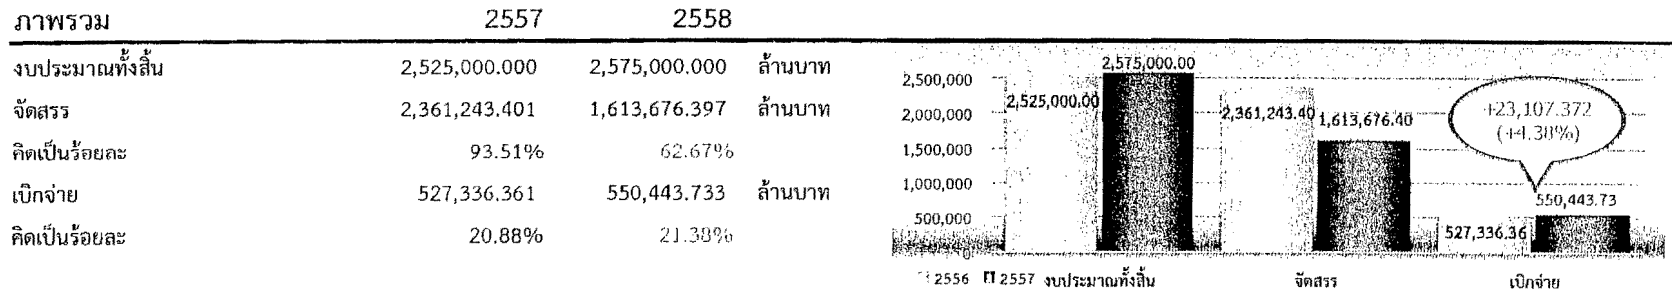 ภาพรวม 2557 2558
งบประมาณทั้งสิ้น 2,525,000.000 2,575,000.000 ล้านบาท
จัดสรร 2,361,243.401 1,613,676.397 ล้านบาท
คิดเป็นร้อยละ 93.51% 62.67%
เบิกจ่าย 527,336.361 550,443.733 ล้านบาท
คิดเป็นร้อยละ 20.88% 21.38%
2,575,000.00
2,500,000
2,525,000.00
2,361,243.40
1,613,676.40
+23,107.372
(+4.38%)
2,000,000
1,500,000
1,000,000
550,443.73
500,000
527,336.36
0
2556 2557 งบประมาณทั้งสิ้น จัดสรร เบิกจ่าย